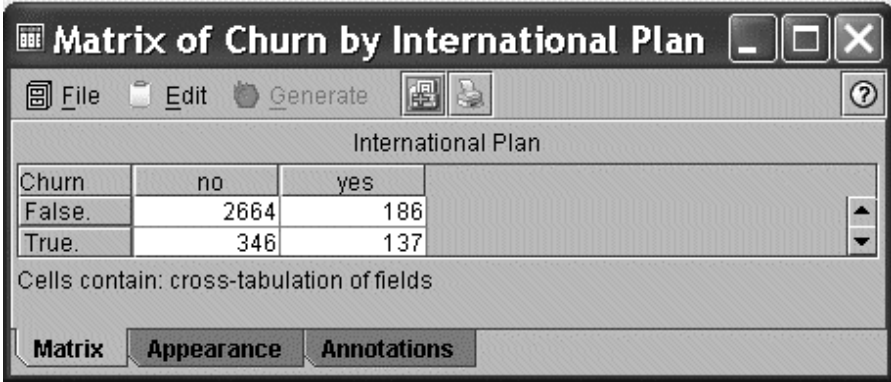 Matrix of Churn by International Plan
File Edit Generate ?
International Plan
Churn no yes
False. 2664 186
True. 346 137
Cells contain: cross-tabulation of fields
Matrix Appearance Annotations